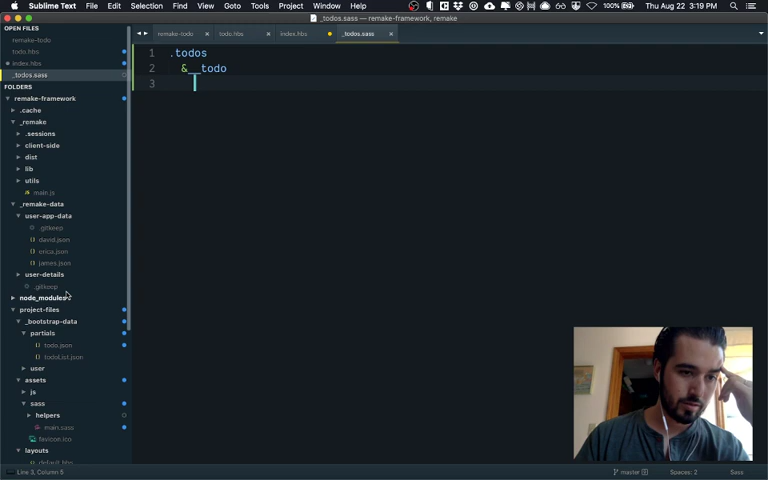 Sublime Text File Edit Selection Find View Goto Tools Project Window Help 100% Thu Aug 22 3:19 PM
_todos.sass — remake-framework, remake
OPEN FILES
remake-todo
todo.hbs
index.hbs
_todos.sass
FOLDERS
remake-framework
.cache
_remake
.sessions
client-side
dist
lib
utils
main.js
_remake-data
user-app-data
.gitkeep
david.json
erica.json
james.json
user-details
.gitkeep
node_modules
project-files
_bootstrap-data
partials
todo.json
todoList.json
user
assets
js
sass
helpers
main.sass
favicon.ico
layouts
default.hbs
remake-todo × todo.hbs × index.hbs _todos.sass ×
1 .todos
2 &__todo
3
Line 3, Column 5 master Spaces: 2 Sass